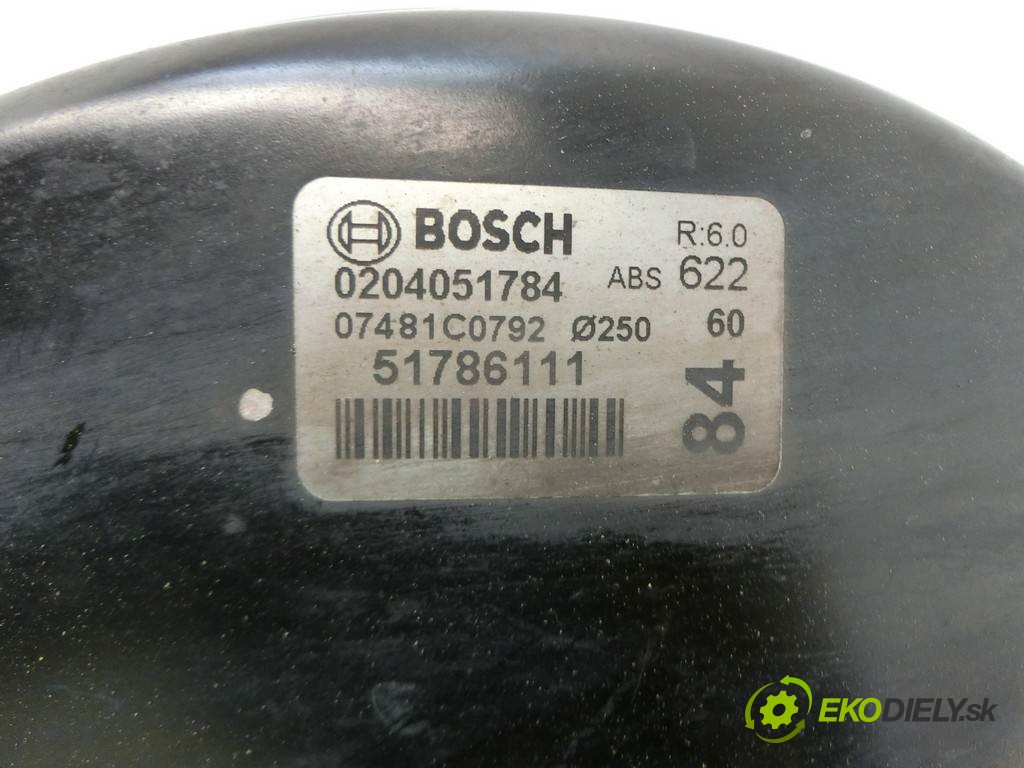 BOSCH R:6.0
0204051784 ABS 622
07481C0792 Ø250 60
51786111
84
EKODIELY.sk